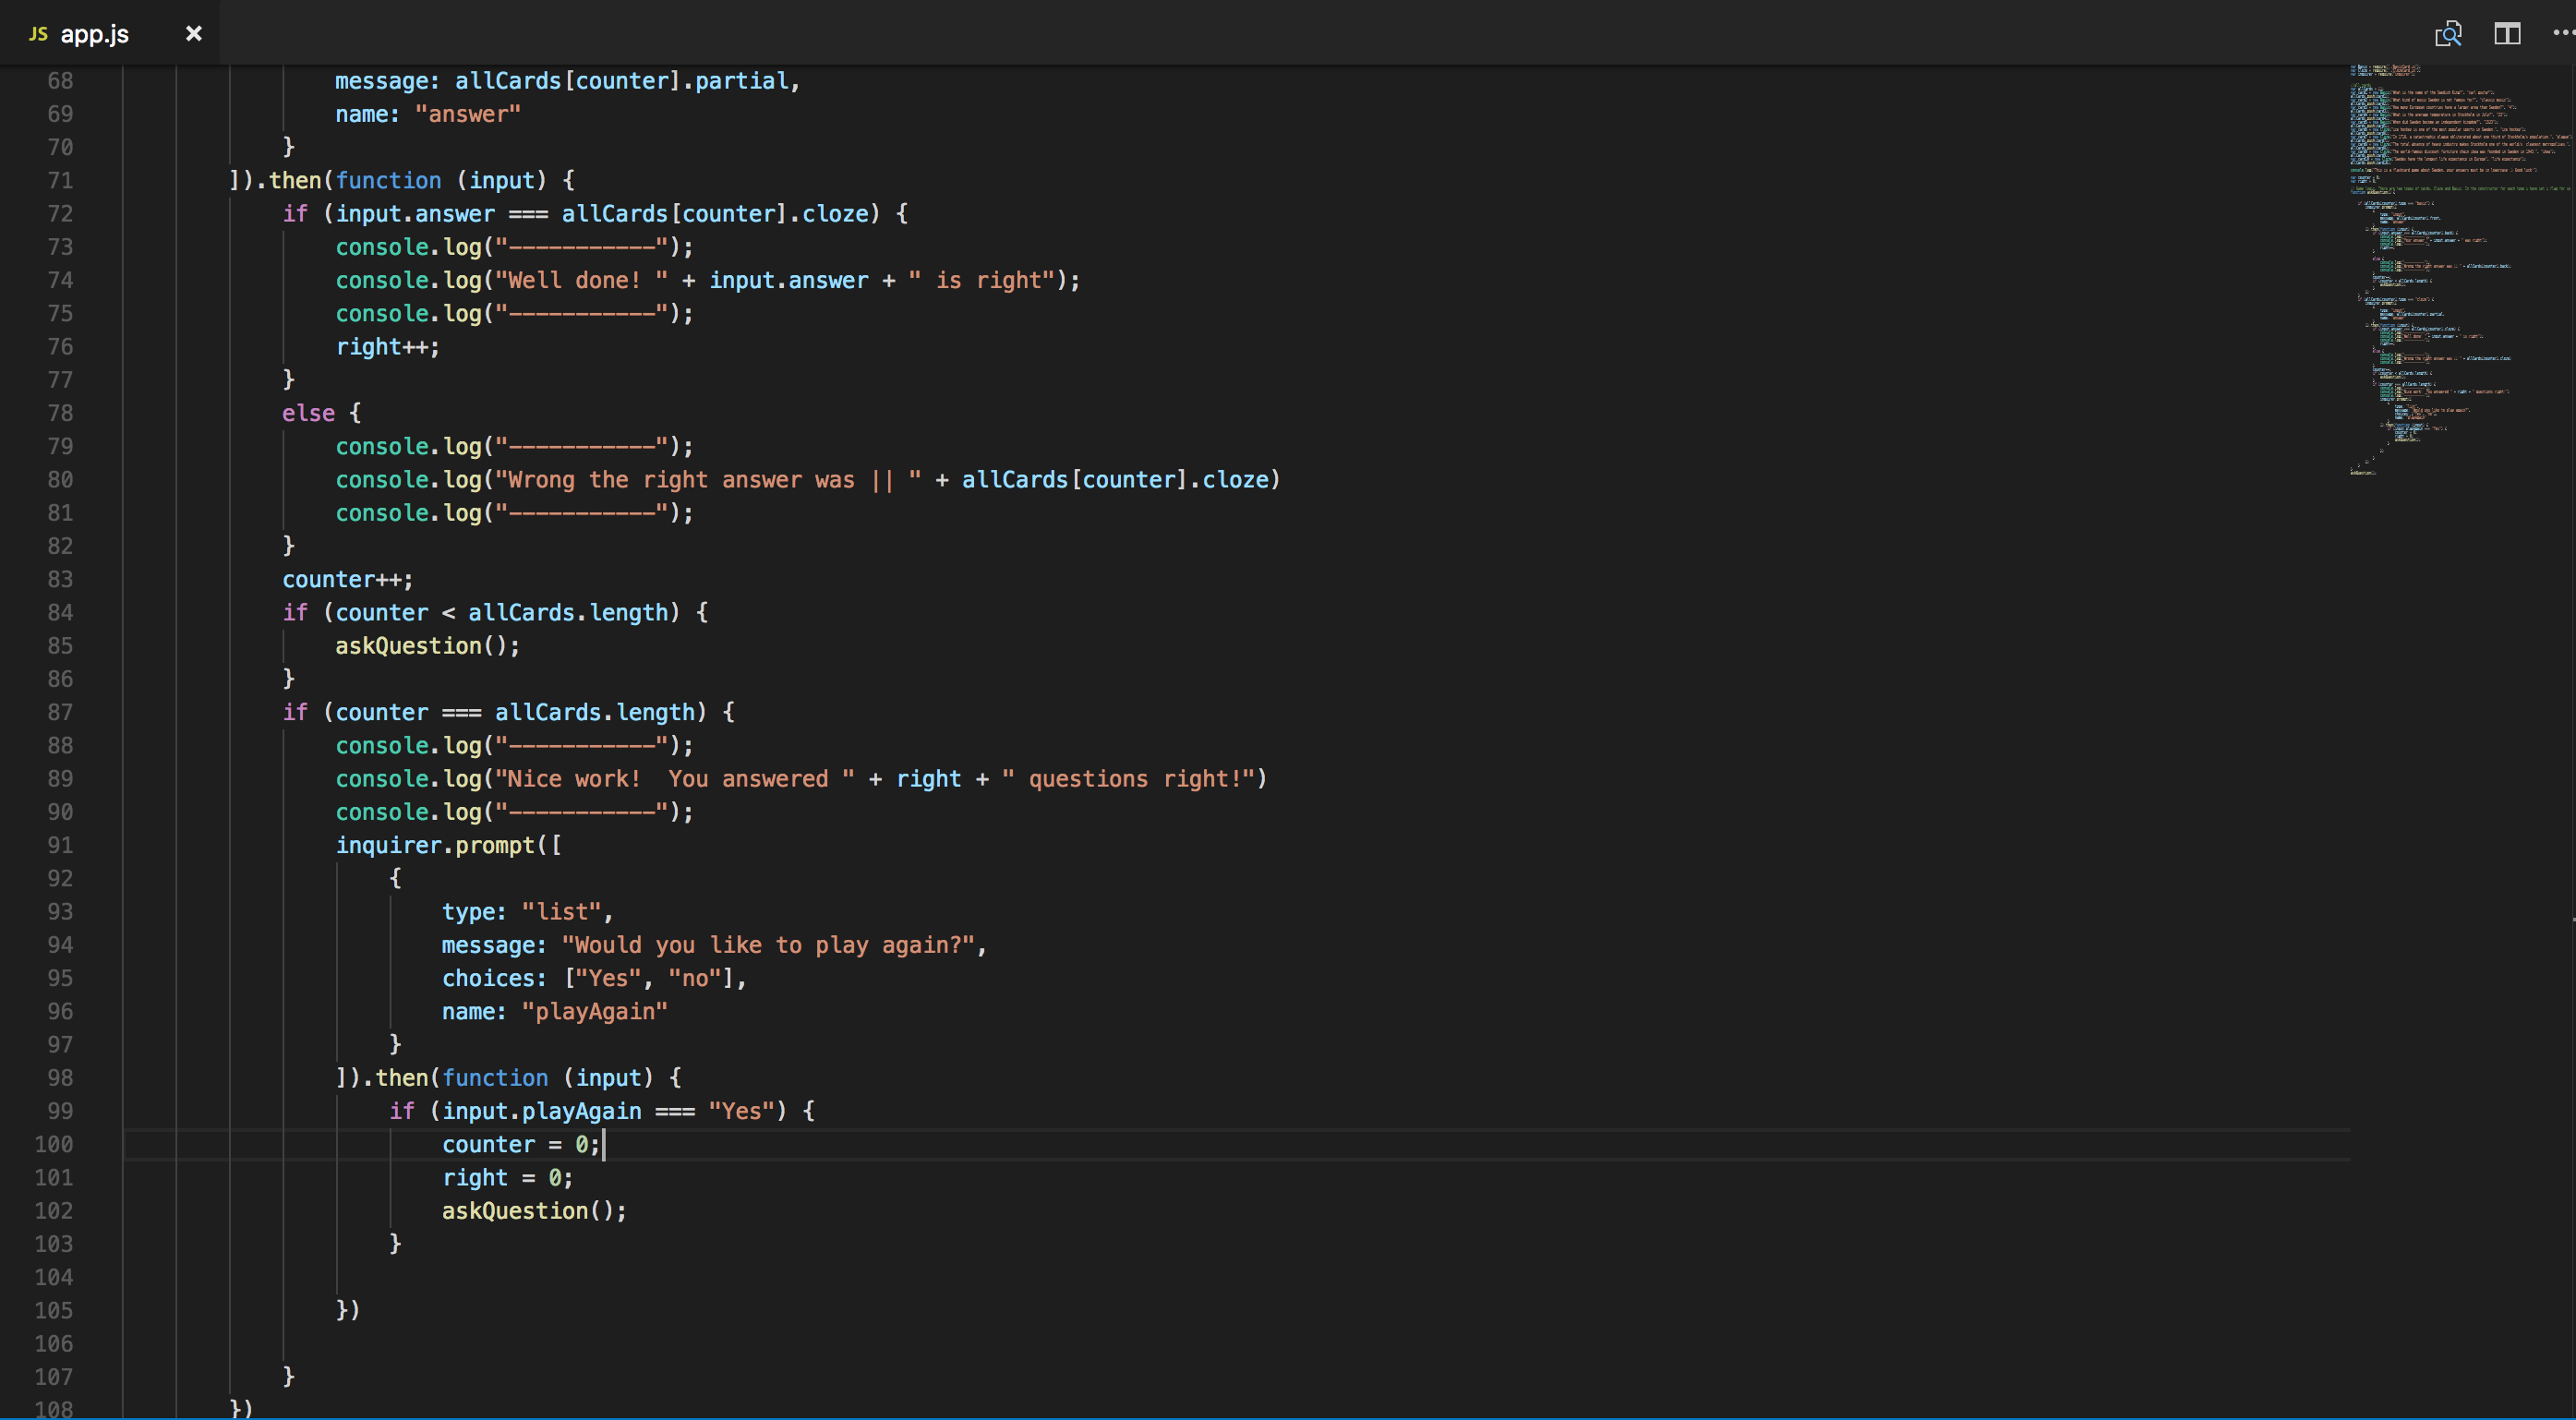 JS app.js
68 message: allCards[counter].partial,
69 name: "answer"
70 }
71 ]).then(function (input) {
72 if (input.answer === allCards[counter].cloze) {
73 console.log("-----------");
74 console.log("Well done! " + input.answer + " is right");
75 console.log("-----------");
76 right++;
77 }
78 else {
79 console.log("-----------");
80 console.log("Wrong the right answer was || " + allCards[counter].cloze)
81 console.log("-----------");
82 }
83 counter++;
84 if (counter < allCards.length) {
85 askQuestion();
86 }
87 if (counter === allCards.length) {
88 console.log("-----------");
89 console.log("Nice work!  You answered " + right + " questions right!")
90 console.log("-----------");
91 inquirer.prompt([
92 {
93 type: "list",
94 message: "Would you like to play again?",
95 choices: ["Yes", "no"],
96 name: "playAgain"
97 }
98 ]).then(function (input) {
99 if (input.playAgain === "Yes") {
100 counter = 0;
101 right = 0;
102 askQuestion();
103 }
104
105 })
106
107 }
108 })